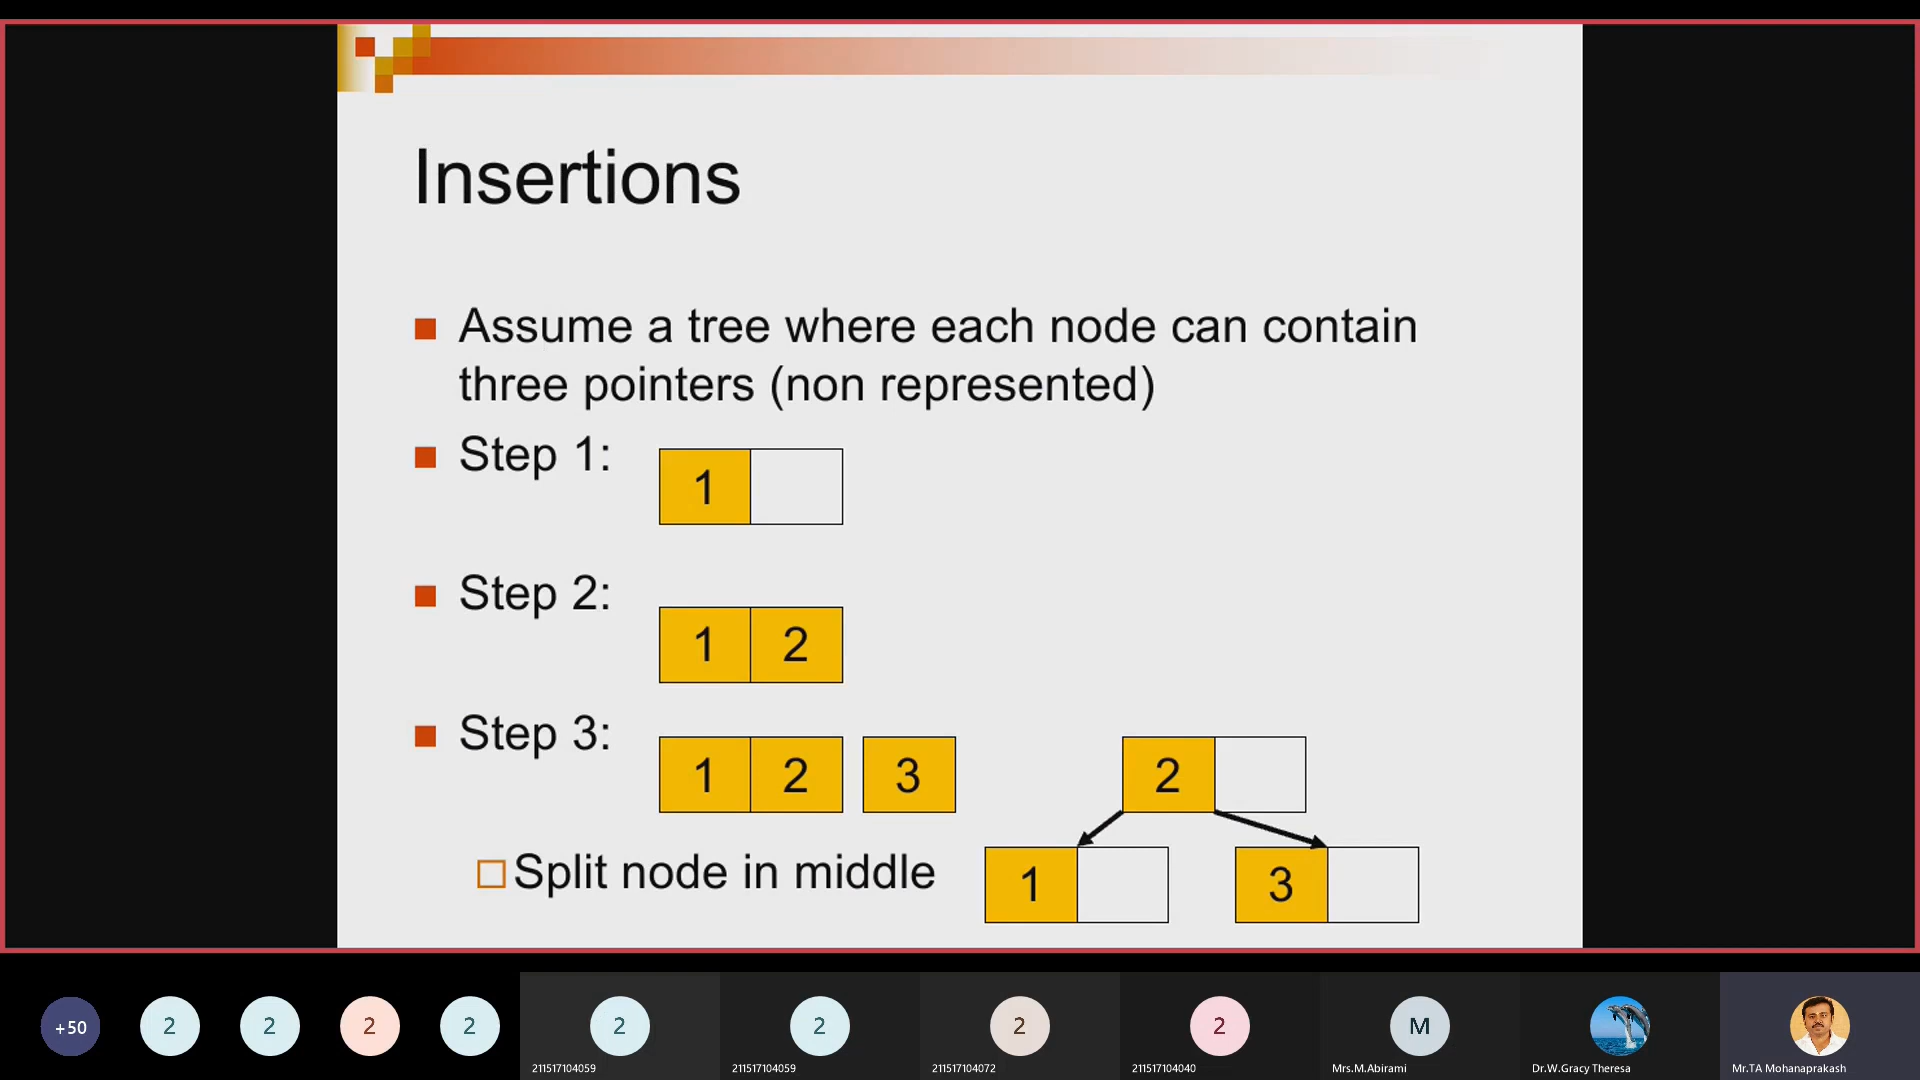 Insertions
Assume a tree where each node can contain
three pointers (non represented)
Step 1:
1
Step 2:
1 2
Step 3:
1 2 3
2
Split node in middle
1
3
+50
2
2
2
2
2
2
2
2
M
211517104059
211517104059
211517104072
211517104040
Mrs.M.Abirami
Dr.W.Gracy Theresa
Mr.TA Mohanaprakash